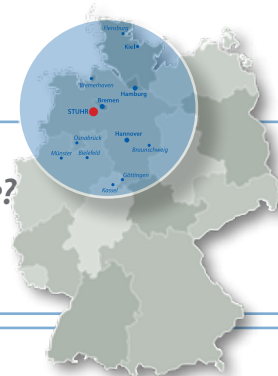 Flensburg
Kiel
Bremerhaven
Hamburg
Bremen
STUHR
Hannover
Osnabrück
Braunschweig
Münster
Bielefeld
Göttingen
Kassel
?